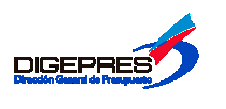 DIGEPRES
Dirección General de Presupuesto